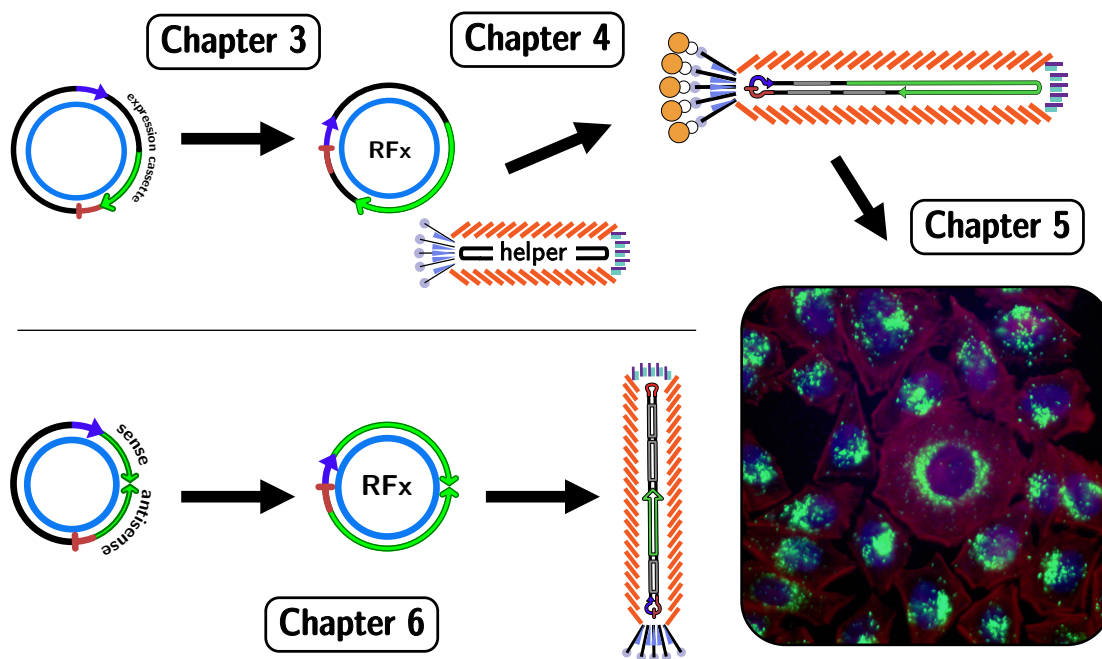 Chapter 3
Chapter 4
expression cassette
RFx
helper
Chapter 5
sense
antisense
RFx
Chapter 6